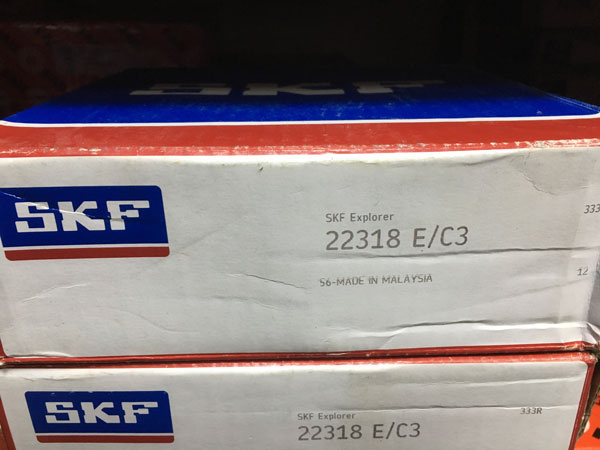 SKF
SKF
SKF Explorer
22318 E/C3
333
56-MADE IN MALAYSIA
12
SKF
SKF Explorer
22318 E/C3
333R